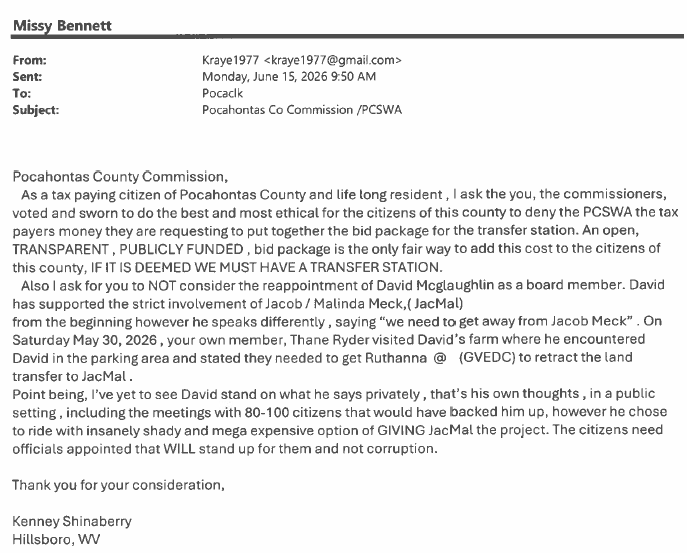 Missy Bennett
From: Kraye1977 <kraye1977@gmail.com>
Sent: Monday, June 15, 2026 9:50 AM
To: Pocaclk
Subject: Pocahontas Co Commission /PCSWA
Pocahontas County Commission,
As a tax paying citizen of Pocahontas County and life long resident , I ask the you, the commissioners,
voted and sworn to do the best and most ethical for the citizens of this county to deny the PCSWA the tax
payers money they are requesting to put together the bid package for the transfer station. An open,
TRANSPARENT , PUBLICLY FUNDED , bid package is the only fair way to add this cost to the citizens of
this county, IF IT IS DEEMED WE MUST HAVE A TRANSFER STATION.
Also I ask for you to NOT consider the reappointment of David Mcglaughlin as a board member. David
has supported the strict involvement of Jacob / Malinda Meck,( JacMal)
from the beginning however he speaks differently , saying “we need to get away from Jacob Meck” . On
Saturday May 30, 2026 , your own member, Thane Ryder visited David’s farm where he encountered
David in the parking area and stated they needed to get Ruthanna @ (GVEDC) to retract the land
transfer to JacMal .
Point being, I’ve yet to see David stand on what he says privately , that’s his own thoughts , in a public
setting , including the meetings with 80-100 citizens that would have backed him up, however he chose
to ride with insanely shady and mega expensive option of GIVING JacMal the project. The citizens need
officials appointed that WILL stand up for them and not corruption.
Thank you for your consideration,
Kenney Shinaberry
Hillsboro, WV